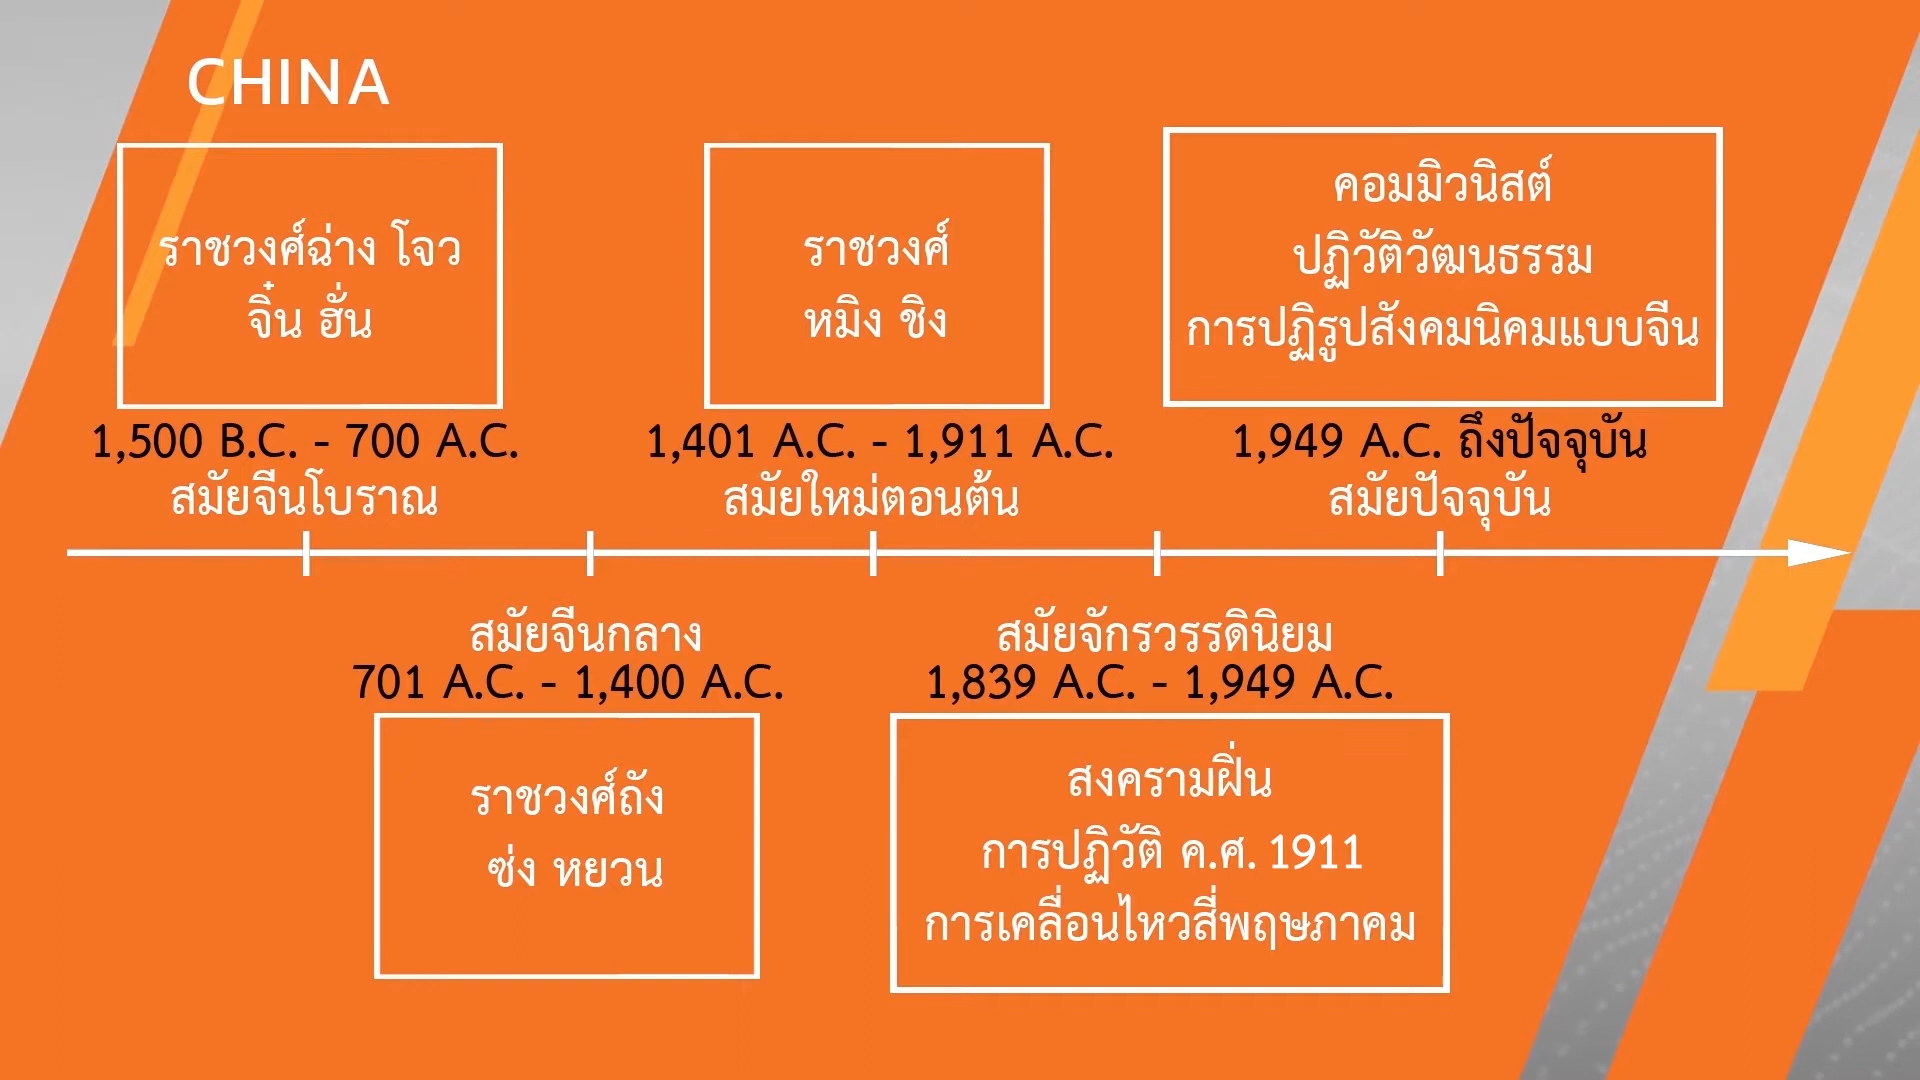 CHINA
ราชวงศ์ฉ่าง โจว
จิ๋น ฮั่น
1,500 B.C. - 700 A.C.
สมัยจีนโบราณ
ราชวงศ์
หมิง ชิง
1,401 A.C. - 1,911 A.C.
สมัยใหม่ตอนต้น
คอมมิวนิสต์
ปฏิวัติวัฒนธรรม
การปฏิรูปสังคมนิคมแบบจีน
1,949 A.C. ถึงปัจจุบัน
สมัยปัจจุบัน
สมัยจีนกลาง
701 A.C. - 1,400 A.C.
ราชวงศ์ถัง
ซ่ง หยวน
สมัยจักรวรรดินิยม
1,839 A.C. - 1,949 A.C.
สงครามฝิ่น
การปฏิวัติ ค.ศ. 1911
การเคลื่อนไหวสี่พฤษภาคม